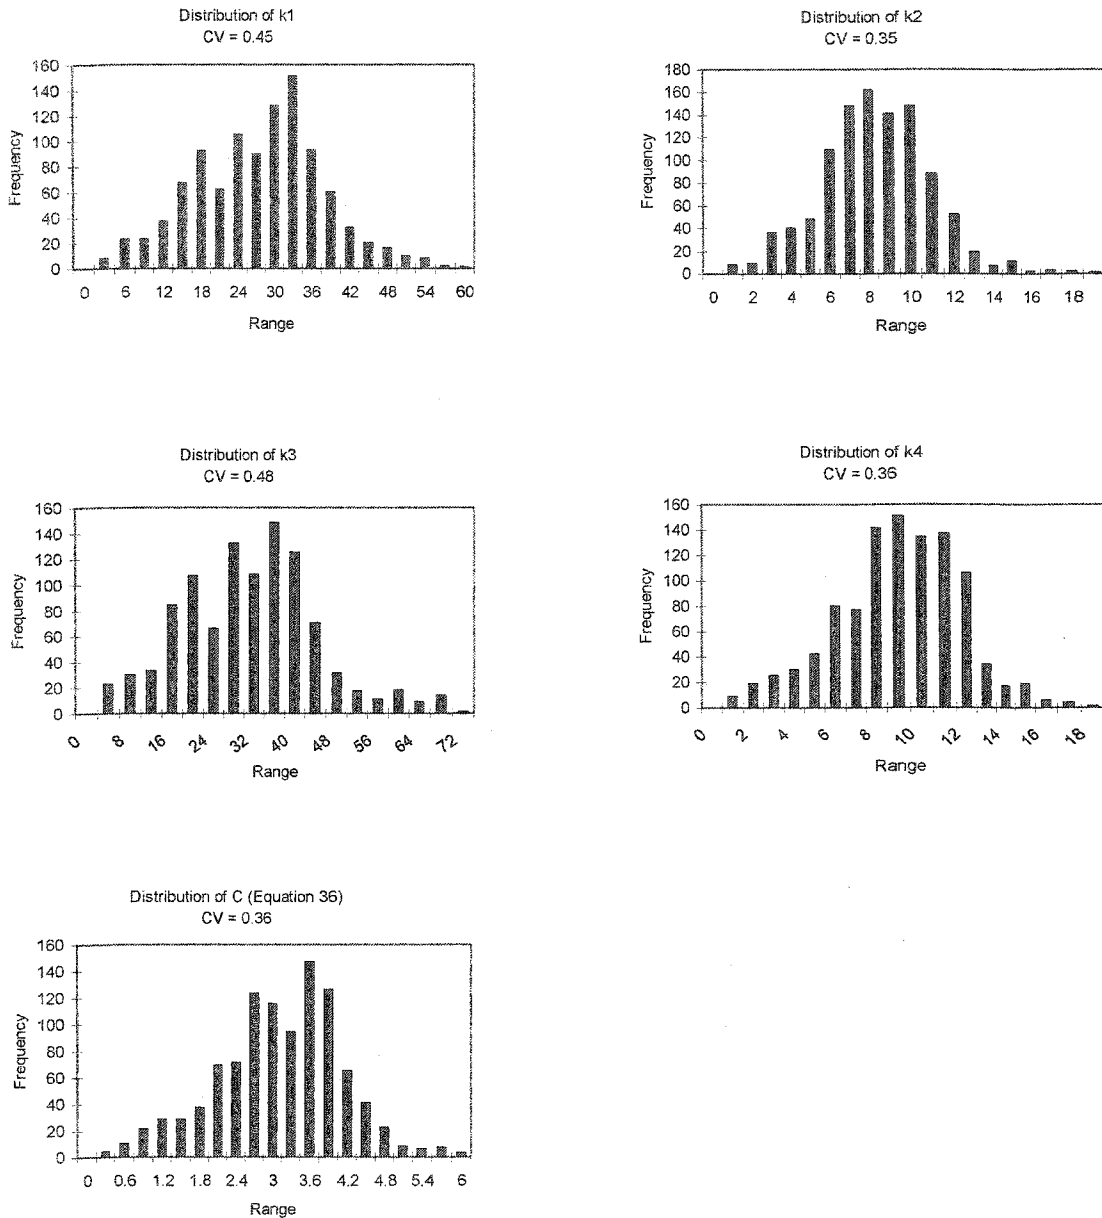 Distribution of k1
CV = 0.45
160
140
120
100
80
60
40
20
0
Frequency
0 6 12 18 24 30 36 42 48 54 60
Range
Distribution of k2
CV = 0.35
180
160
140
120
100
80
60
40
20
0
Frequency
0 2 4 6 8 10 12 14 16 18
Range
Distribution of k3
CV = 0.48
160
140
120
100
80
60
40
20
0
Frequency
0 8 16 24 32 40 48 56 64 72
Range
Distribution of k4
CV = 0.36
160
140
120
100
80
60
40
20
0
Frequency
0 2 4 6 8 10 12 14 16 18
Range
Distribution of C (Equation 36)
CV = 0.36
160
140
120
100
80
60
40
20
0
Frequency
0 0.6 1.2 1.8 2.4 3 3.6 4.2 4.8 5.4 6
Range